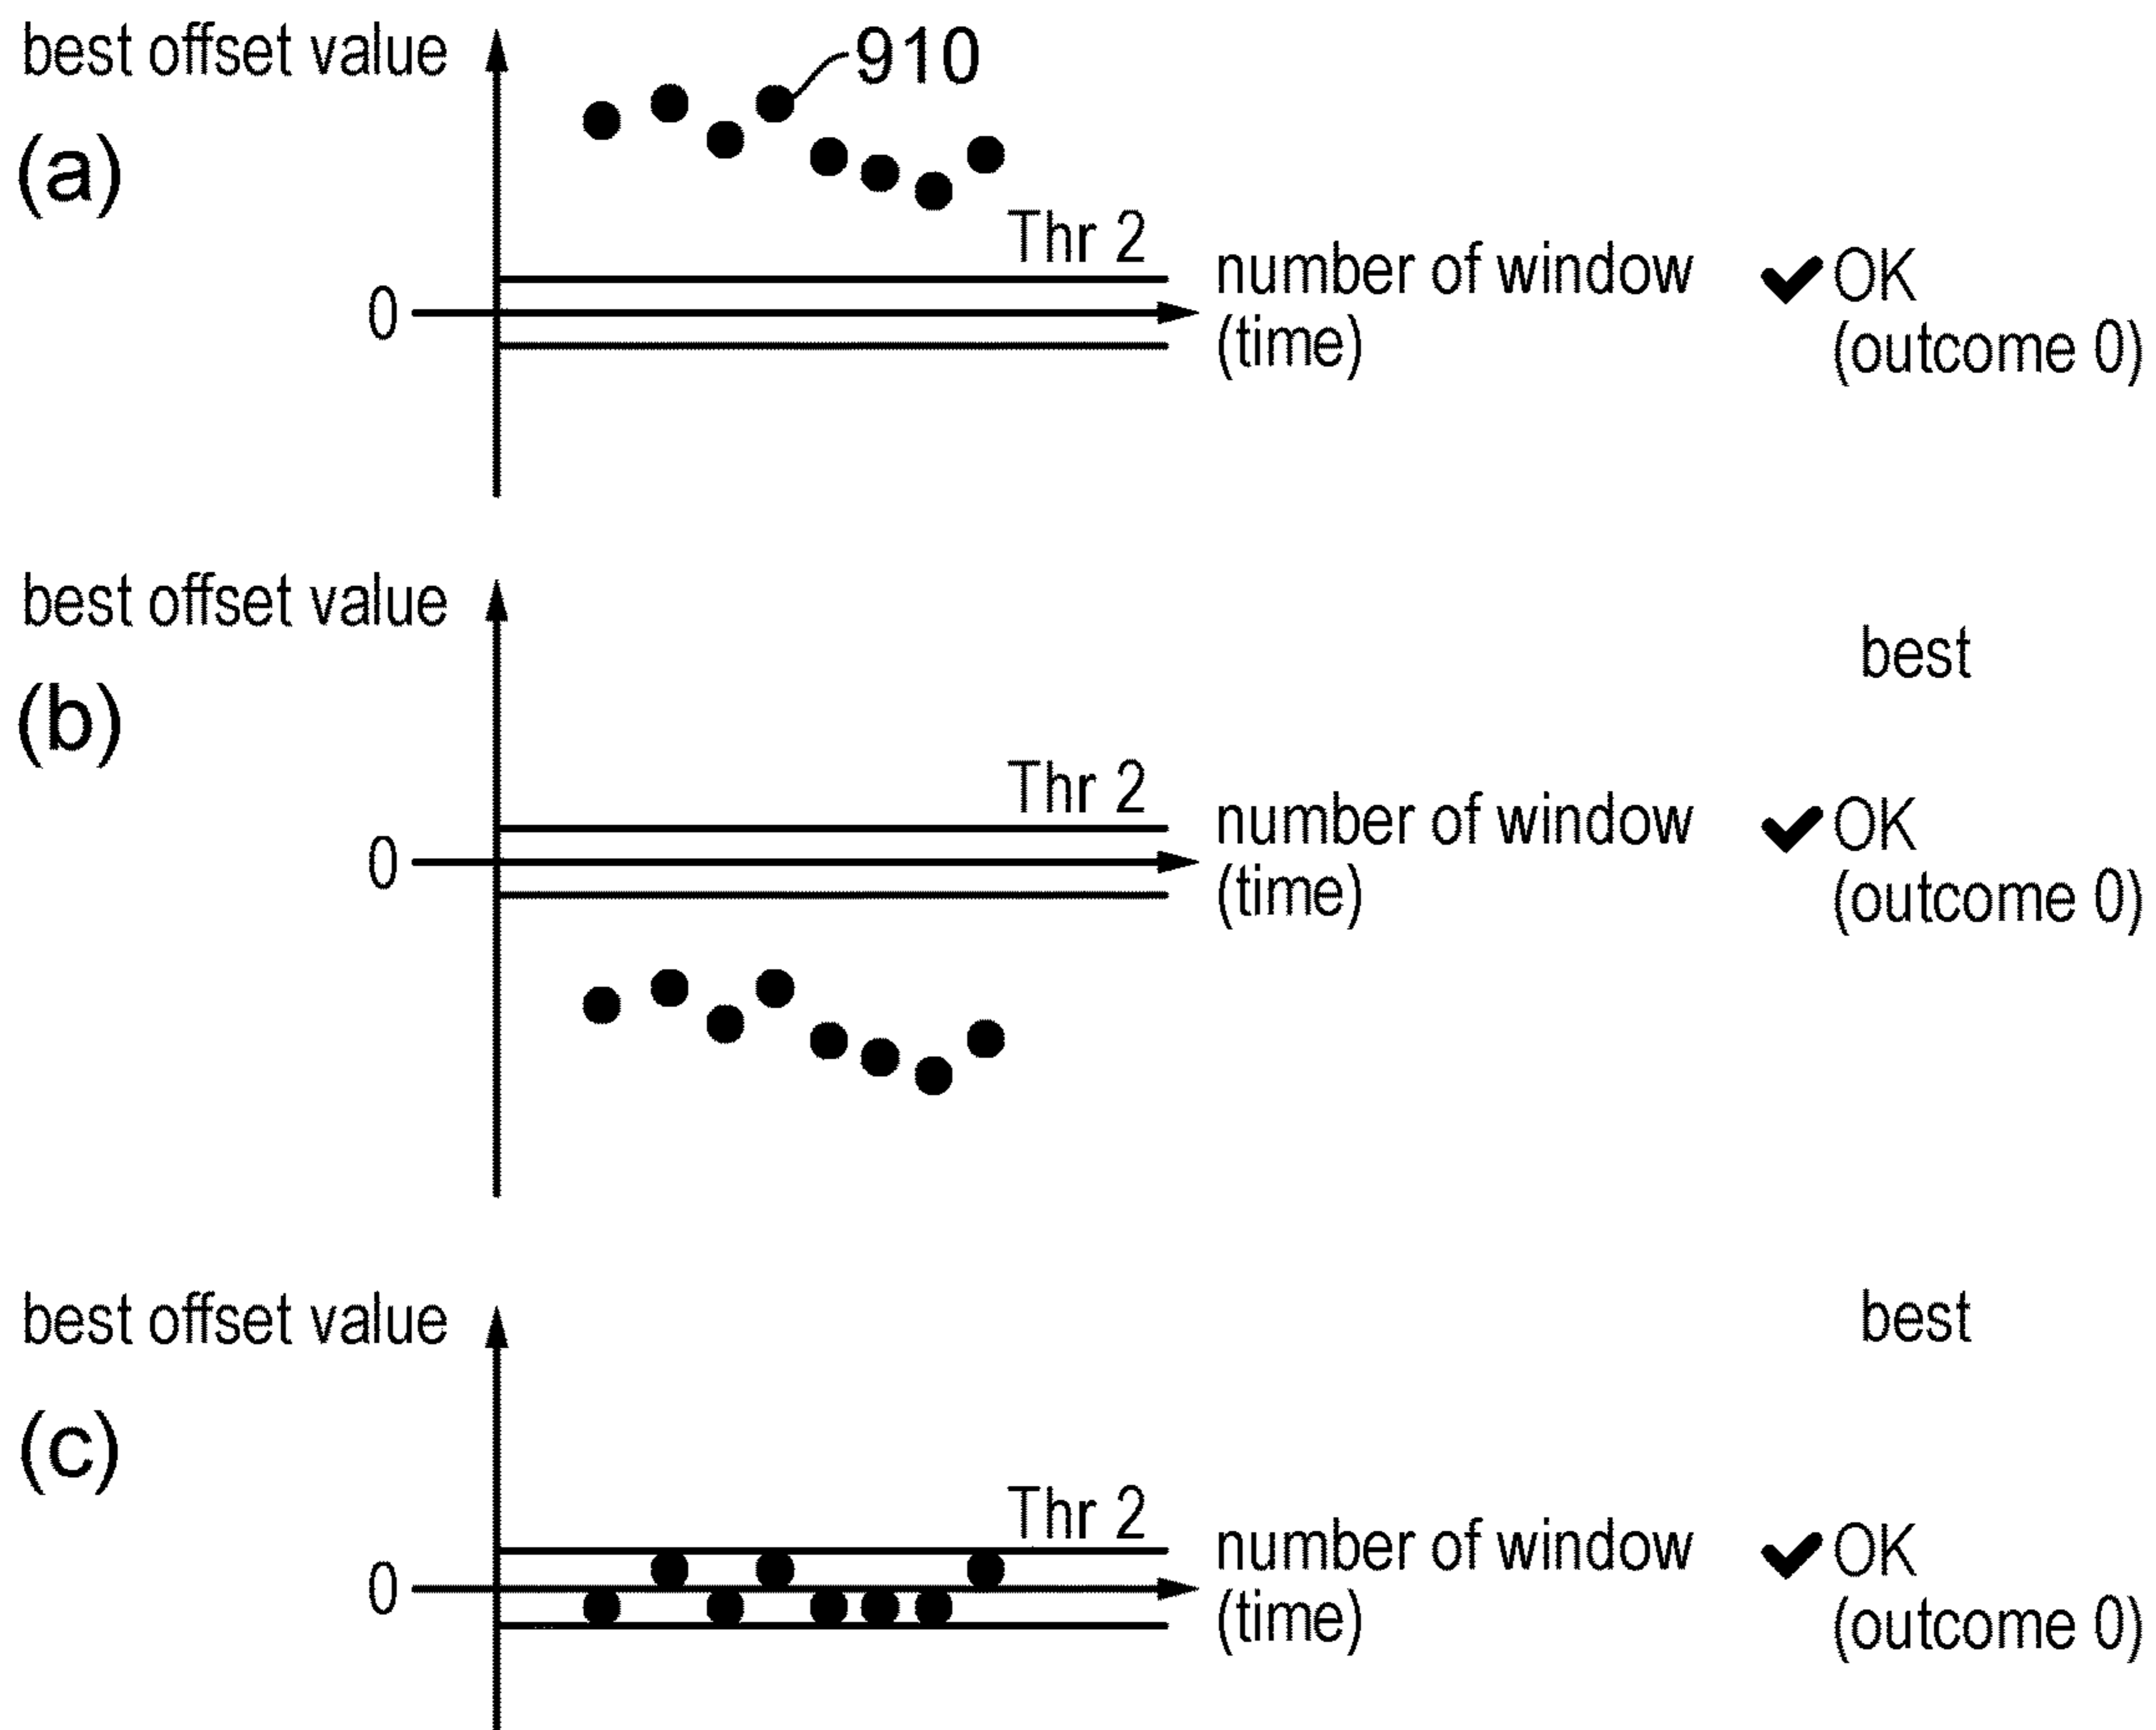 best offset value
910
(a)
Thr 2
0
number of window
(time)
OK
(outcome 0)
best offset value
best
(b)
Thr 2
0
number of window
(time)
OK
(outcome 0)
best offset value
best
(c)
Thr 2
0
number of window
(time)
OK
(outcome 0)